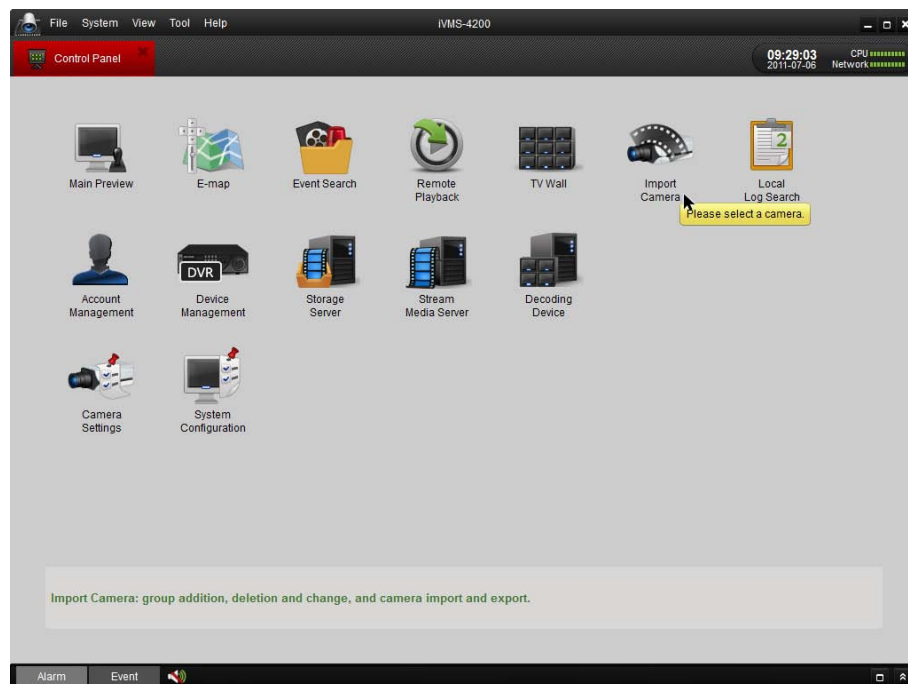 File System View Tool Help
iVMS-4200
Control Panel
09:29:03
2011-07-06
CPU
Network
Main Preview
E-map
Event Search
Remote
Playback
TV Wall
Import
Camera
2
Local
Log Search
Please select a camera.
Account
Management
DVR
Device
Management
Storage
Server
Stream
Media Server
Decoding
Device
Camera
Settings
System
Configuration
Import Camera: group addition, deletion and change, and camera import and export.
Alarm
Event